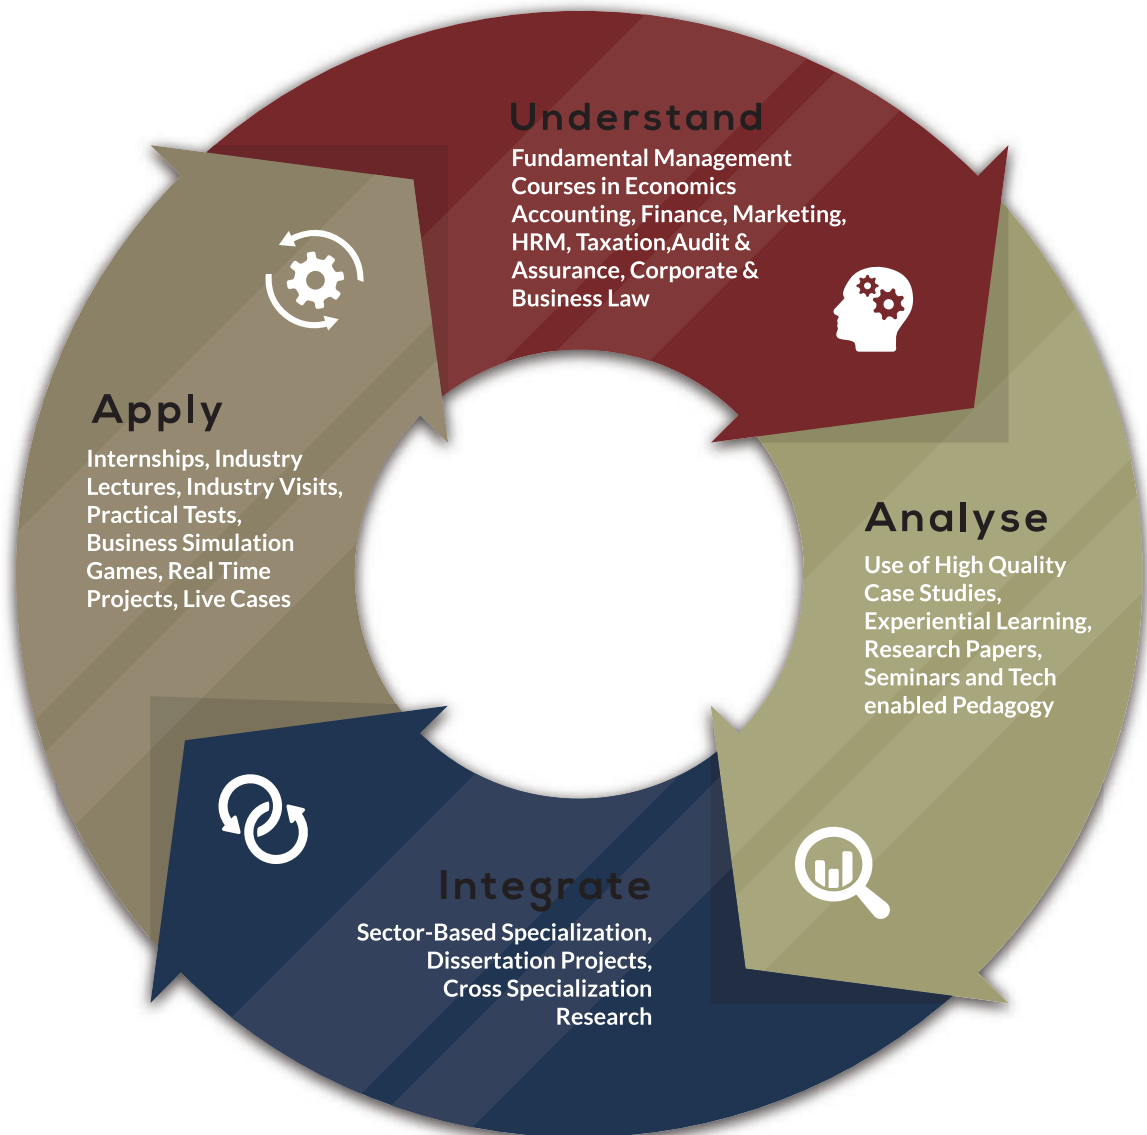 Understand
Fundamental Management
Courses in Economics
Accounting, Finance, Marketing,
HRM, Taxation,Audit &
Assurance, Corporate &
Business Law
Analyse
Use of High Quality
Case Studies,
Experiential Learning,
Research Papers,
Seminars and Tech
enabled Pedagogy
Integrate
Sector-Based Specialization,
Dissertation Projects,
Cross Specialization
Research
Apply
Internships, Industry
Lectures, Industry Visits,
Practical Tests,
Business Simulation
Games, Real Time
Projects, Live Cases